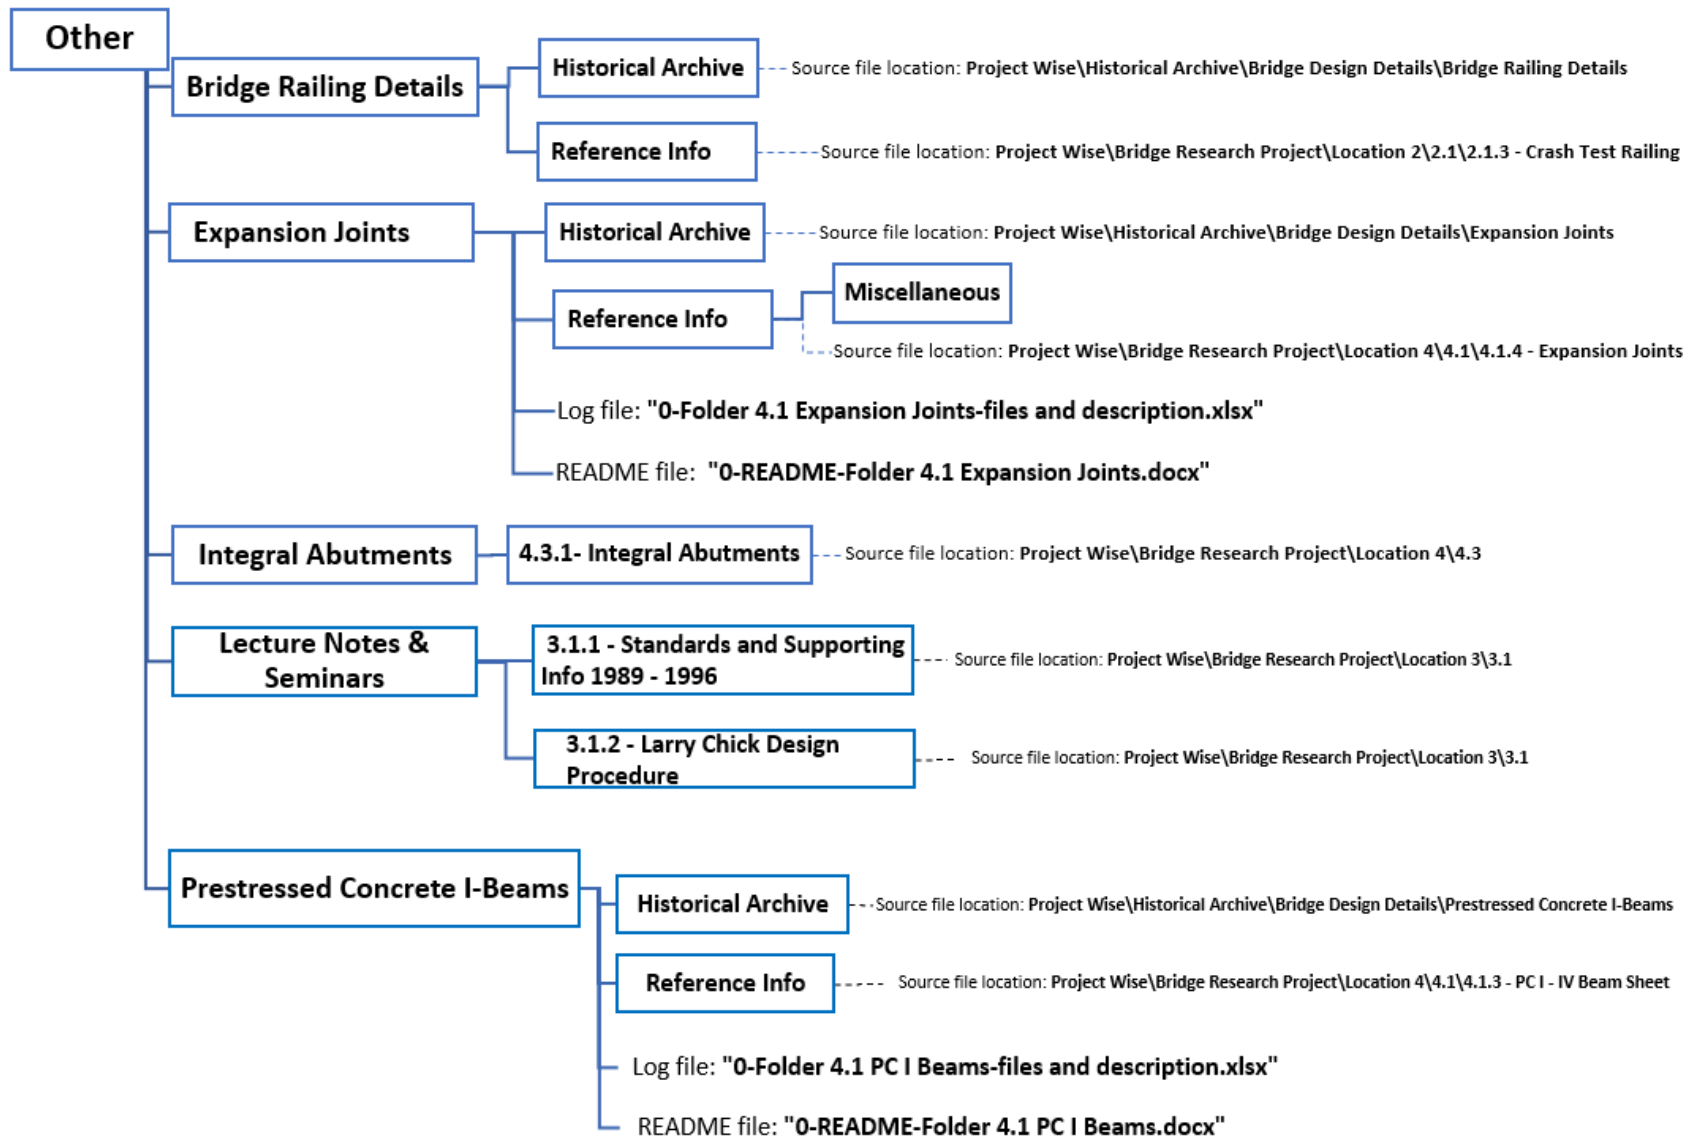 Other
Bridge Railing Details
Historical Archive
Source file location: Project Wise\Historical Archive\Bridge Design Details\Bridge Railing Details
Reference Info
Source file location: Project Wise\Bridge Research Project\Location 2\2.1\2.1.3 - Crash Test Railing
Expansion Joints
Historical Archive
Source file location: Project Wise\Historical Archive\Bridge Design Details\Expansion Joints
Reference Info
Miscellaneous
Source file location: Project Wise\Bridge Research Project\Location 4\4.1\4.1.4 - Expansion Joints
Log file: "0-Folder 4.1 Expansion Joints-files and description.xlsx"
README file: "0-README-Folder 4.1 Expansion Joints.docx"
Integral Abutments
4.3.1- Integral Abutments
Source file location: Project Wise\Bridge Research Project\Location 4\4.3
Lecture Notes &
Seminars
3.1.1 - Standards and Supporting
Info 1989 - 1996
Source file location: Project Wise\Bridge Research Project\Location 3\3.1
3.1.2 - Larry Chick Design
Procedure
Source file location: Project Wise\Bridge Research Project\Location 3\3.1
Prestressed Concrete I-Beams
Historical Archive
Source file location: Project Wise\Historical Archive\Bridge Design Details\Prestressed Concrete I-Beams
Reference Info
Source file location: Project Wise\Bridge Research Project\Location 4\4.1\4.1.3 - PC I - IV Beam Sheet
Log file: "0-Folder 4.1 PC I Beams-files and description.xlsx"
README file: "0-README-Folder 4.1 PC I Beams.docx"